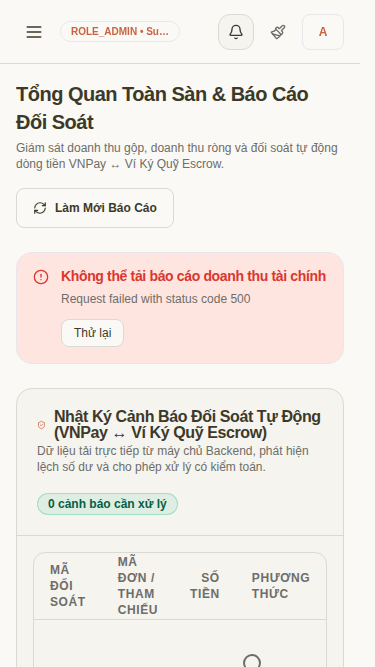 ROLE_ADMIN • Su...
A
Tổng Quan Toàn Sàn & Báo Cáo
Đối Soát
Giám sát doanh thu gộp, doanh thu ròng và đối soát tự động
dòng tiền VNPay ↔ Ví Ký Quỹ Escrow.
Làm Mới Báo Cáo
Không thể tải báo cáo doanh thu tài chính
Request failed with status code 500
Thử lại
Nhật Ký Cảnh Báo Đối Soát Tự Động
(VNPay ↔ Ví Ký Quỹ Escrow)
Dữ liệu tải trực tiếp từ máy chủ Backend, phát hiện
lệch số dư và cho phép xử lý có kiểm toán.
0 cảnh báo cần xử lý
MÃ
ĐỐI
SOÁT
MÃ
ĐƠN /
THAM
CHIẾU
SỐ
TIỀN
PHƯƠNG
THỨC